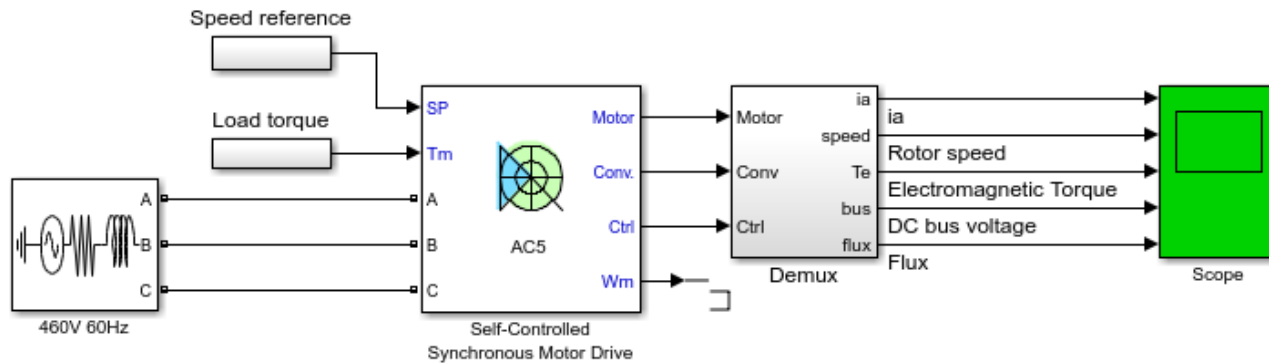 Speed reference
Load torque
A
B
C
460V 60Hz
SP
Tm
A
B
C
Motor
Conv.
Ctrl
Wm
AC5
Self-Controlled
Synchronous Motor Drive
Motor
Conv
Ctrl
ia
speed
Te
bus
flux
Demux
ia
Rotor speed
Electromagnetic Torque
DC bus voltage
Flux
Scope